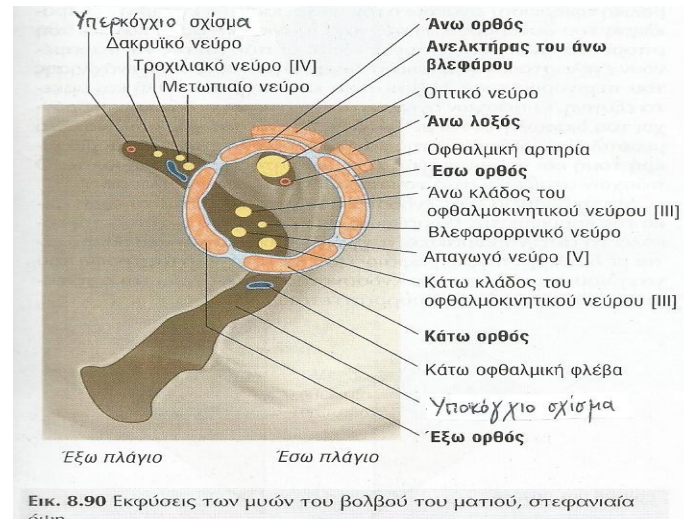 Υπερκόγχιο σχίσμα
Δακρυϊκό νεύρο
Τροχιλιακό νεύρο [IV]
Μετωπιαίο νεύρο
Άνω ορθός
Ανελκτήρας του άνω
βλεφάρου
Οπτικό νεύρο
Άνω λοξός
Οφθαλμική αρτηρία
Έσω ορθός
Άνω κλάδος του
οφθαλμοκινητικού νεύρου [III]
Βλεφαρορρινικό νεύρο
Απαγωγό νεύρο [V]
Κάτω κλάδος του
οφθαλμοκινητικού νεύρου [III]
Κάτω ορθός
Κάτω οφθαλμική φλέβα
Υποκόγχιο σχίσμα
Έξω ορθός
Έξω πλάγιο
Έσω πλάγιο
Εικ. 8.90 Εκφύσεις των μυών του βολβού του ματιού, στεφανιαία